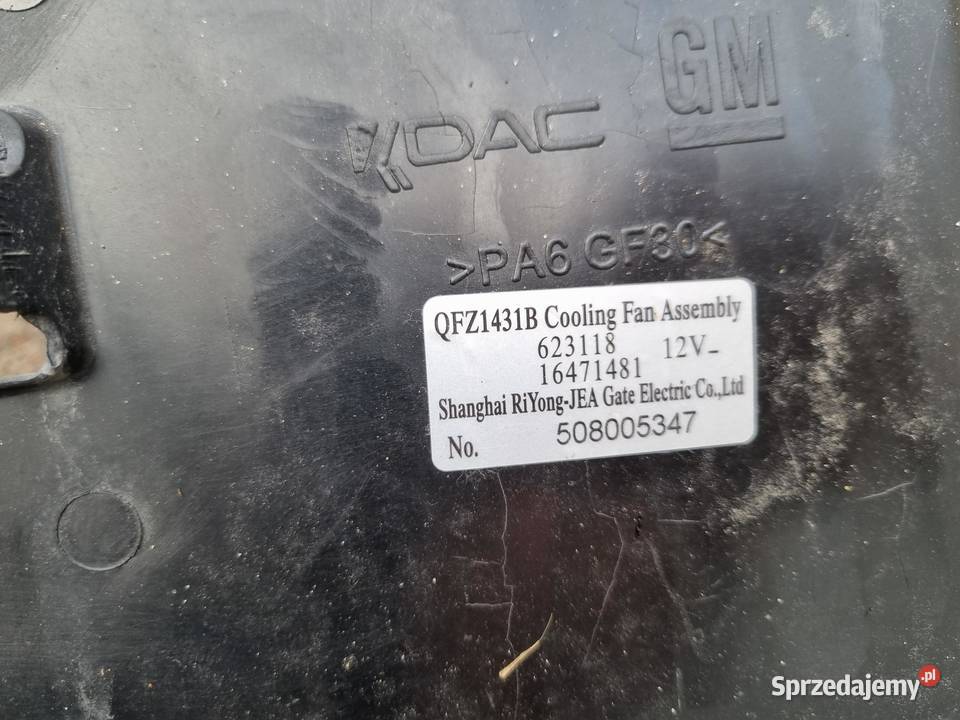 GM
DAC
>PA6 GF30<
QFZ1431B Cooling Fan Assembly
623118 12V-
16471481
Shanghai RiYong-JEA Gate Electric Co.,Ltd
No. 508005347
Sprzedajemy.pl